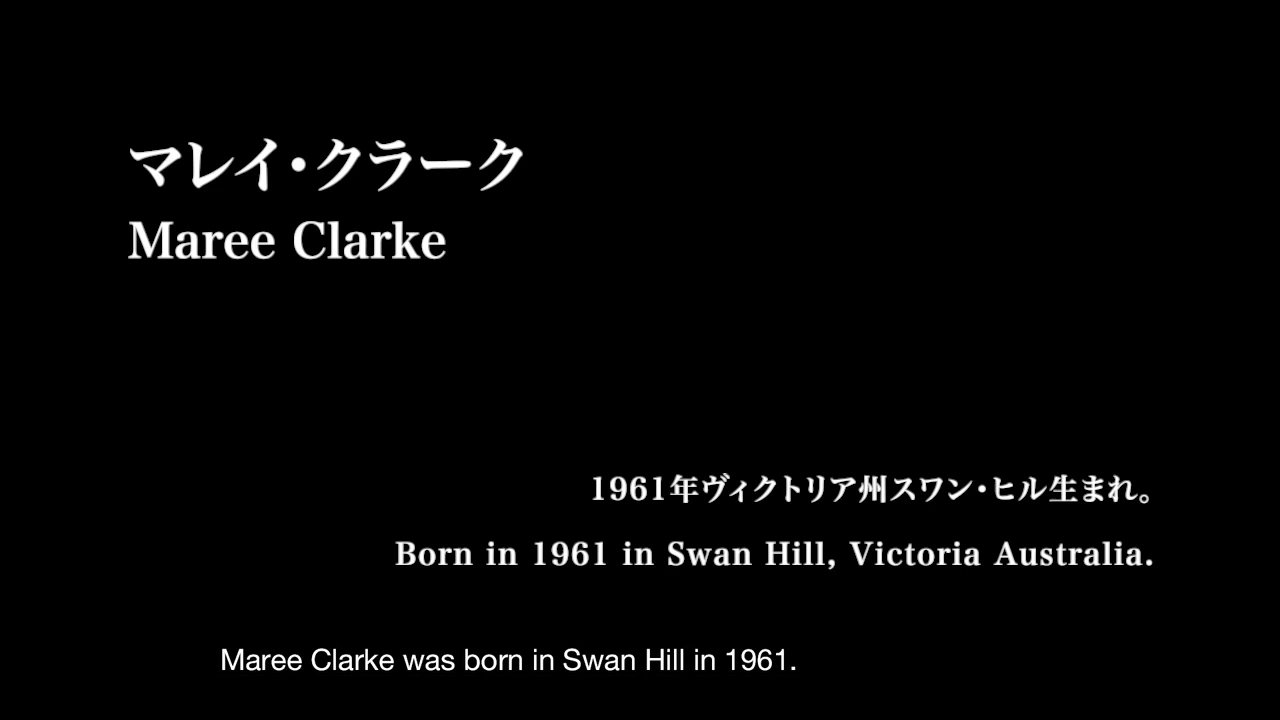 マレイ・クラーク
Maree Clarke
1961年ヴィクトリア州スワン・ヒル生まれ。
Born in 1961 in Swan Hill, Victoria Australia.
Maree Clarke was born in Swan Hill in 1961.